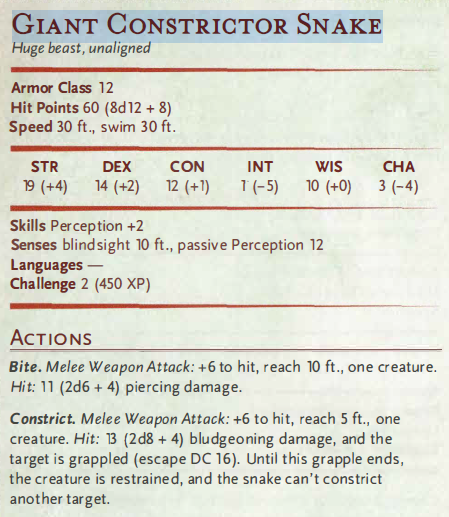 GIANT CONSTRICTOR SNAKE
Huge beast, unaligned
Armor Class 12
Hit Points 60 (8d12 + 8)
Speed 30 ft., swim 30 ft.
STR DEX CON INT WIS CHA
19 (+4) 14 (+2) 12 (+1) 1 (−5) 10 (+0) 3 (−4)
Skills Perception +2
Senses blindsight 10 ft., passive Perception 12
Languages —
Challenge 2 (450 XP)
ACTIONS
Bite. Melee Weapon Attack: +6 to hit, reach 10 ft., one creature.
Hit: 11 (2d6 + 4) piercing damage.
Constrict. Melee Weapon Attack: +6 to hit, reach 5 ft., one
creature. Hit: 13 (2d8 + 4) bludgeoning damage, and the
target is grappled (escape DC 16). Until this grapple ends,
the creature is restrained, and the snake can't constrict
another target.